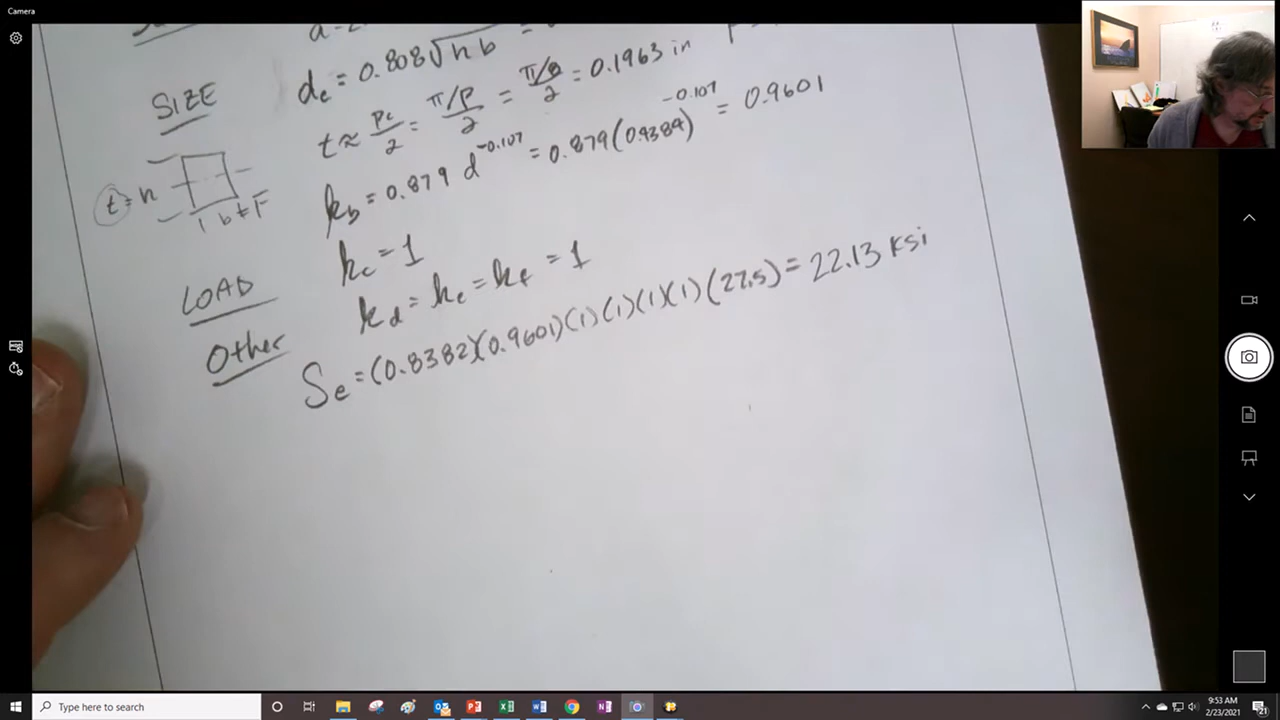 Camera
d_e = 0.808√hb =
SIZE
t ≈ Pc/2 = π/P/2 = π/8/2 = 0.1963 in
k_b = 0.879 d^-0.107 = 0.879(0.4384)^-0.107 = 0.9601
t = h
b = F
k_c = 1
LOAD
k_d = k_e = k_f = 1
Other
S_e = (0.8382)(0.9601)(1)(1)(1)(1)(27.5) = 22.13 ksi
Type here to search
9:53 AM
2/23/2021
21